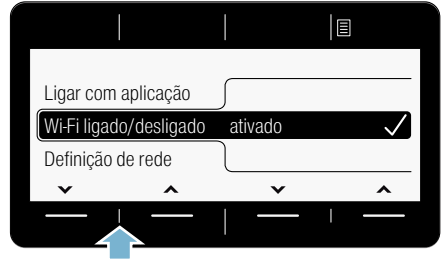 Ligar com aplicação
Wi-Fi ligado/desligado ativado
Definição de rede